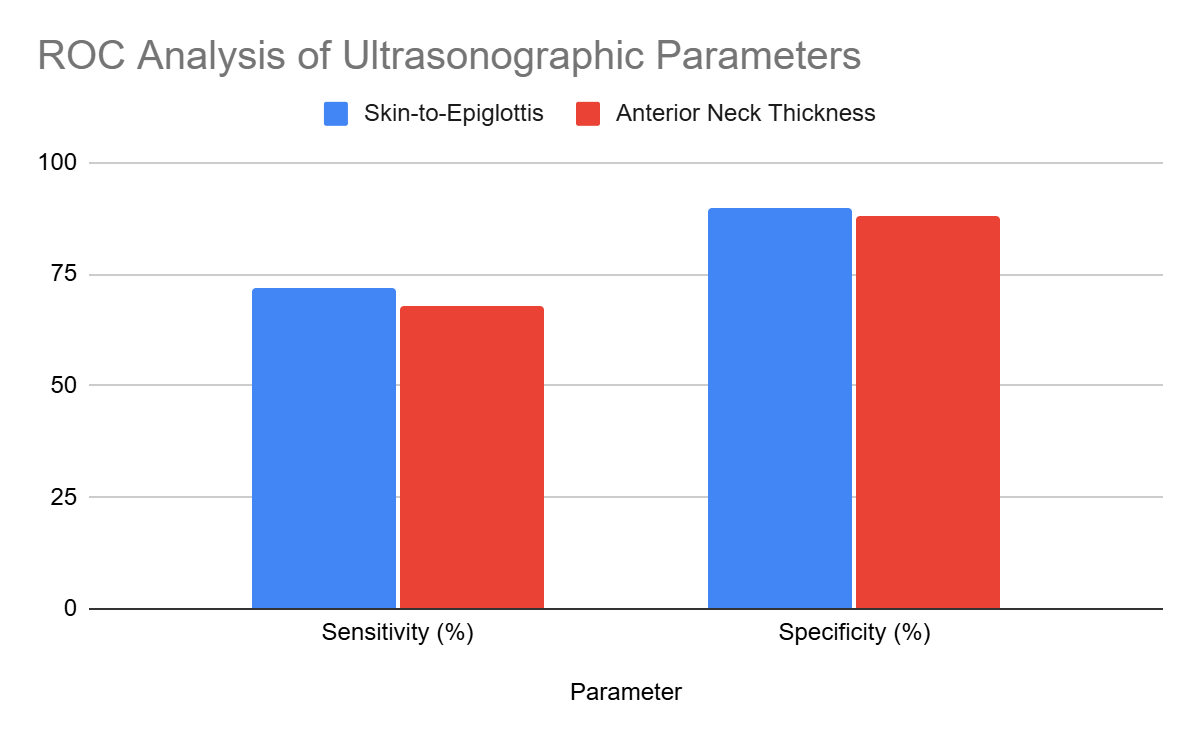 ROC Analysis of Ultrasonographic Parameters
Skin-to-Epiglottis Anterior Neck Thickness
100
75
50
25
0
Sensitivity (%) Specificity (%)
Parameter